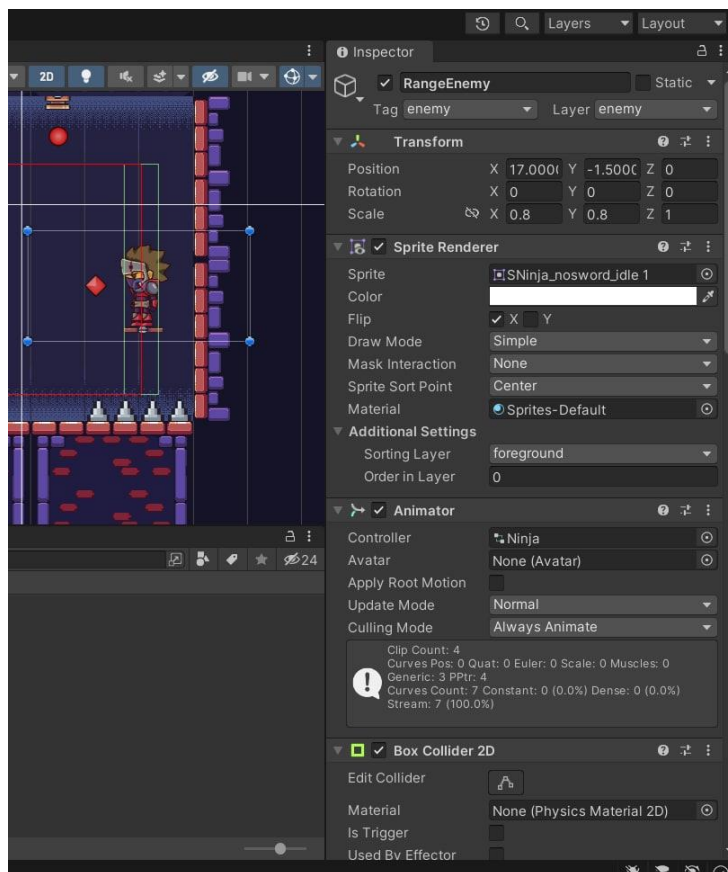 Layers
Layout
2D
Inspector
RangeEnemy
Static
Tag enemy
Layer enemy
Transform
Position X 17.000( Y -1.500( Z 0
Rotation X 0 Y 0 Z 0
Scale X 0.8 Y 0.8 Z 1
Sprite Renderer
Sprite SNinja_nosword_idle 1
Color
Flip X Y
Draw Mode Simple
Mask Interaction None
Sprite Sort Point Center
Material Sprites-Default
Additional Settings
Sorting Layer foreground
Order in Layer 0
Animator
Controller Ninja
Avatar None (Avatar)
Apply Root Motion
Update Mode Normal
Culling Mode Always Animate
24
Clip Count: 4
Curves Pos: 0 Quat: 0 Euler: 0 Scale: 0 Muscles: 0
Generic: 3 PPtr: 4
Curves Count: 7 Constant: 0 (0.0%) Dense: 0 (0.0%)
Stream: 7 (100.0%)
Box Collider 2D
Edit Collider
Material None (Physics Material 2D)
Is Trigger
Used By Effector